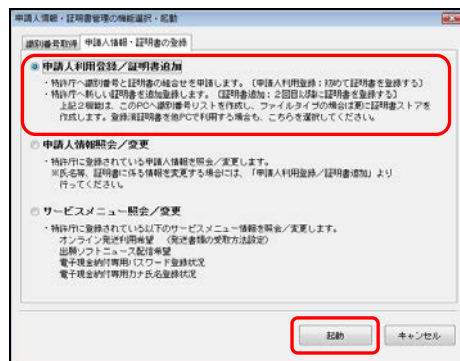 申請人情報・証明書管理の機能選択・起動
識別番号取得 申請人情報・証明書の登録
申請人利用登録／証明書追加
・特許庁へ識別番号と証明書の組合せを申請します。（申請人利用登録：初めて証明書を登録する）
・特許庁へ新しい証明書を追加登録します。（証明書追加：2回目以降に証明書を登録する）
上記2機能は、このPCへ識別番号リストを作成し、ファイルタイプの場合は更に証明書ストアを
作成します。登録済証明書を他PCで利用する場合も、こちらを選択してください。
申請人情報照会／変更
・特許庁に登録されている申請人情報を照会／変更します。
※氏名等、証明書に係る情報を変更する場合には、「申請人利用登録／証明書追加」より
行ってください。
サービスメニュー照会／変更
・特許庁に登録されている以下のサービスメニュー情報を照会／変更します。
オンライン発送利用希望 （発送書類の受取方法設定）
出願ソフトニュース配信希望
電子現金納付専用パスワード登録状況
電子現金納付専用カナ氏名登録状況
起動 キャンセル